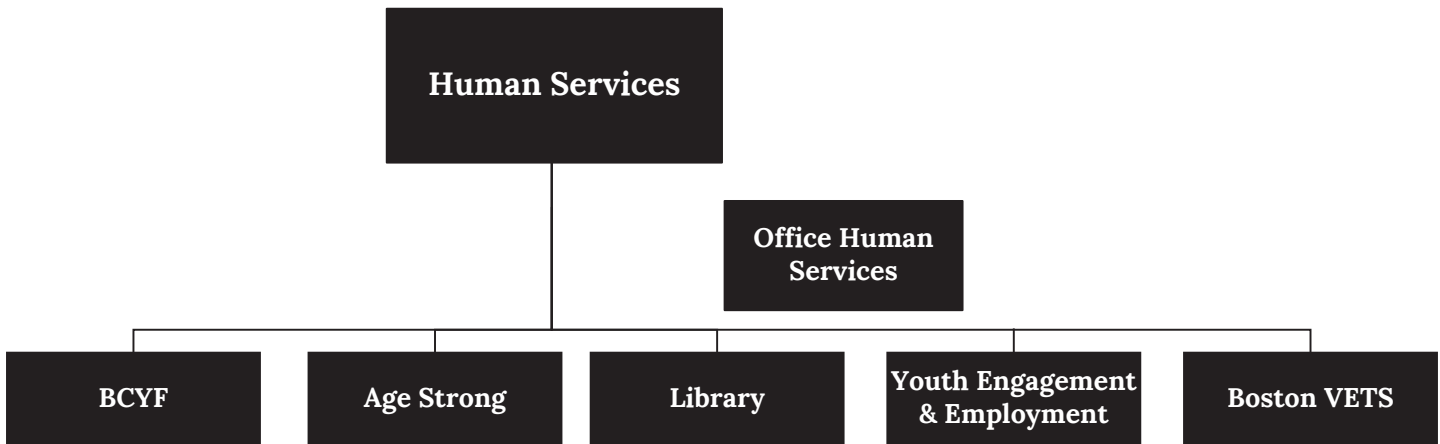 Human Services
Office Human
Services
BCYF
Age Strong
Library
Youth Engagement
& Employment
Boston VETS